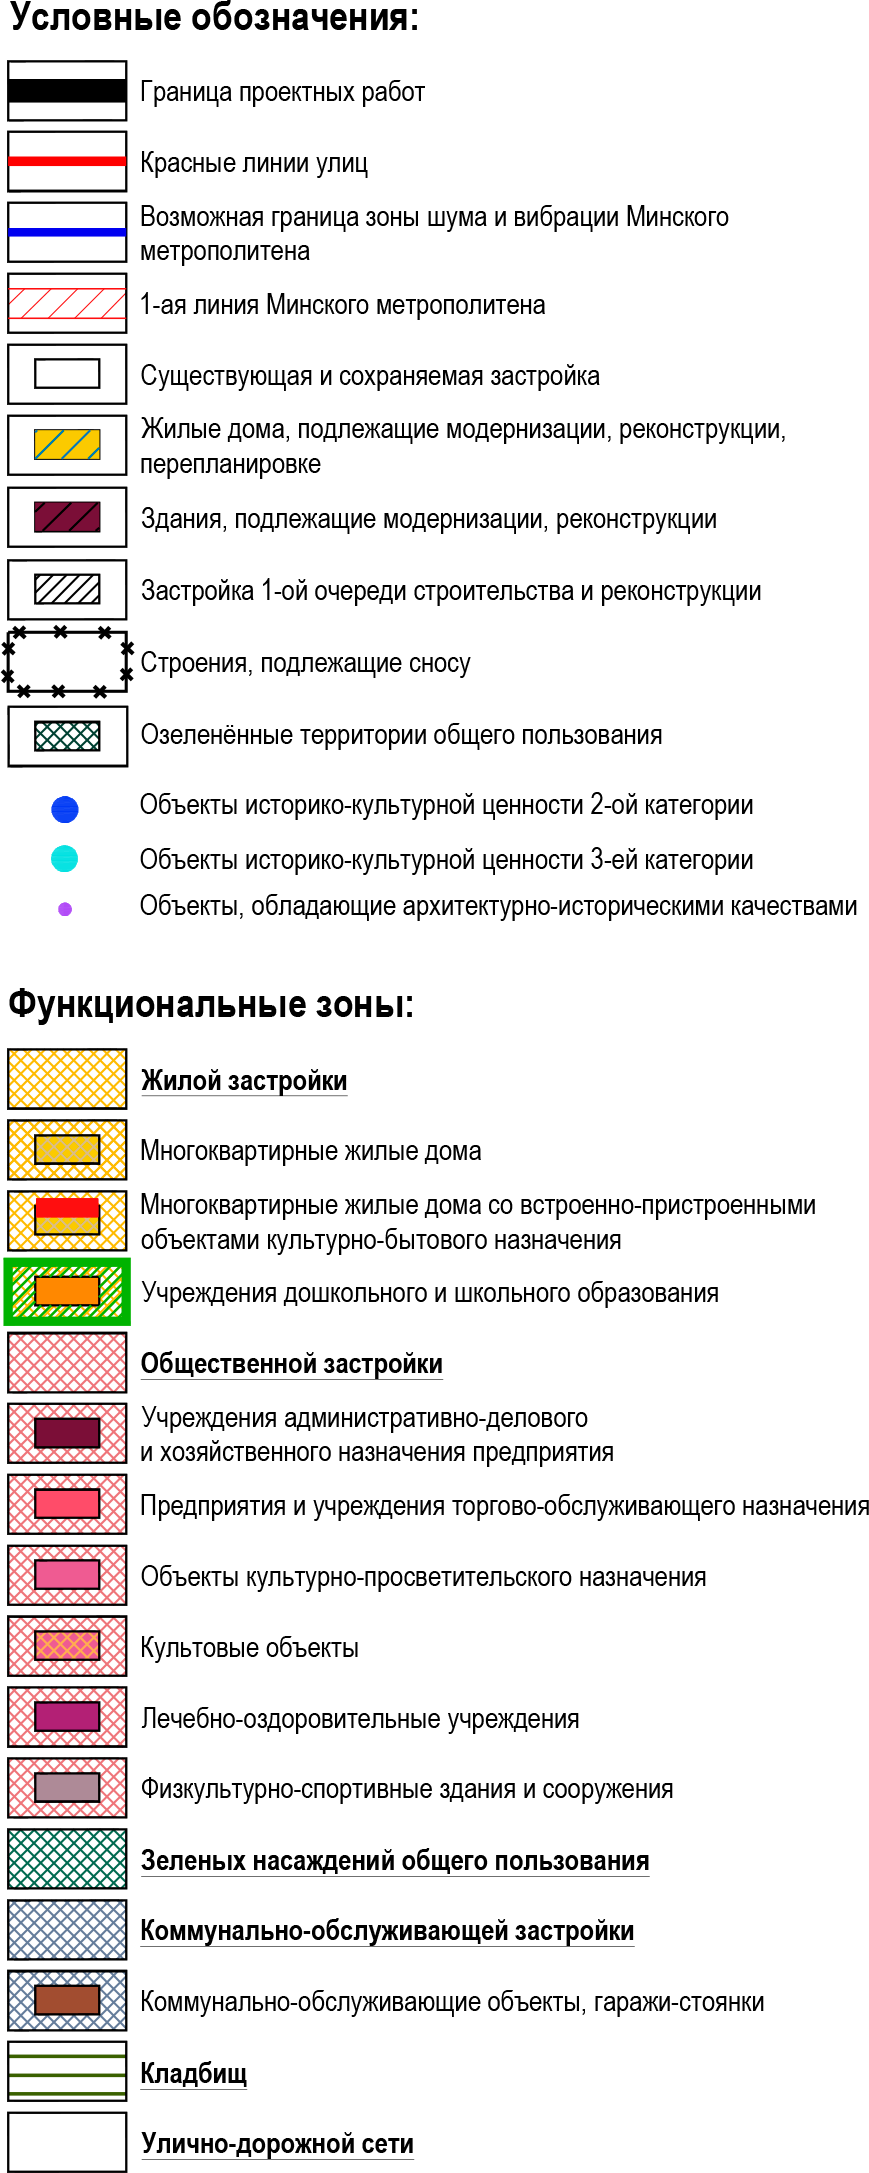 Условные обозначения:
Граница проектных работ
Красные линии улиц
Возможная граница зоны шума и вибрации Минского
метрополитена
1-ая линия Минского метрополитена
Существующая и сохраняемая застройка
Жилые дома, подлежащие модернизации, реконструкции,
перепланировке
Здания, подлежащие модернизации, реконструкции
Застройка 1-ой очереди строительства и реконструкции
Строения, подлежащие сносу
Озеленённые территории общего пользования
Объекты историко-культурной ценности 2-ой категории
Объекты историко-культурной ценности 3-ей категории
Объекты, обладающие архитектурно-историческими качествами
Функциональные зоны:
Жилой застройки
Многоквартирные жилые дома
Многоквартирные жилые дома со встроенно-пристроенными
объектами культурно-бытового назначения
Учреждения дошкольного и школьного образования
Общественной застройки
Учреждения административно-делового
и хозяйственного назначения предприятия
Предприятия и учреждения торгово-обслуживающего назначения
Объекты культурно-просветительского назначения
Культовые объекты
Лечебно-оздоровительные учреждения
Физкультурно-спортивные здания и сооружения
Зеленых насаждений общего пользования
Коммунально-обслуживающей застройки
Коммунально-обслуживающие объекты, гаражи-стоянки
Кладбищ
Улично-дорожной сети